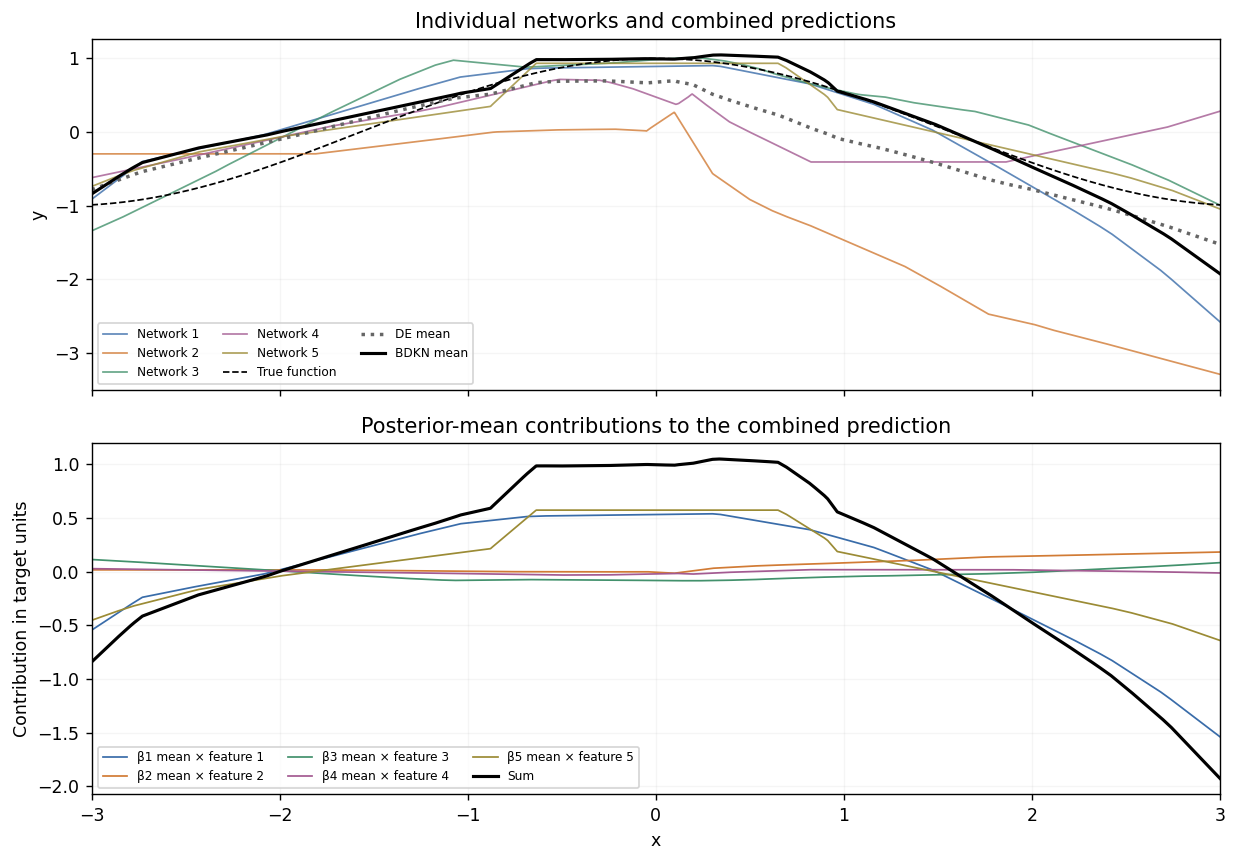 Individual networks and combined predictions
1
0
−1
−2
−3
y
Network 1
Network 2
Network 3
Network 4
Network 5
True function
DE mean
BDKN mean
Posterior-mean contributions to the combined prediction
1.0
0.5
0.0
−0.5
−1.0
−1.5
−2.0
Contribution in target units
β1 mean × feature 1
β2 mean × feature 2
β3 mean × feature 3
β4 mean × feature 4
β5 mean × feature 5
Sum
−3
−2
−1
0
1
2
3
x